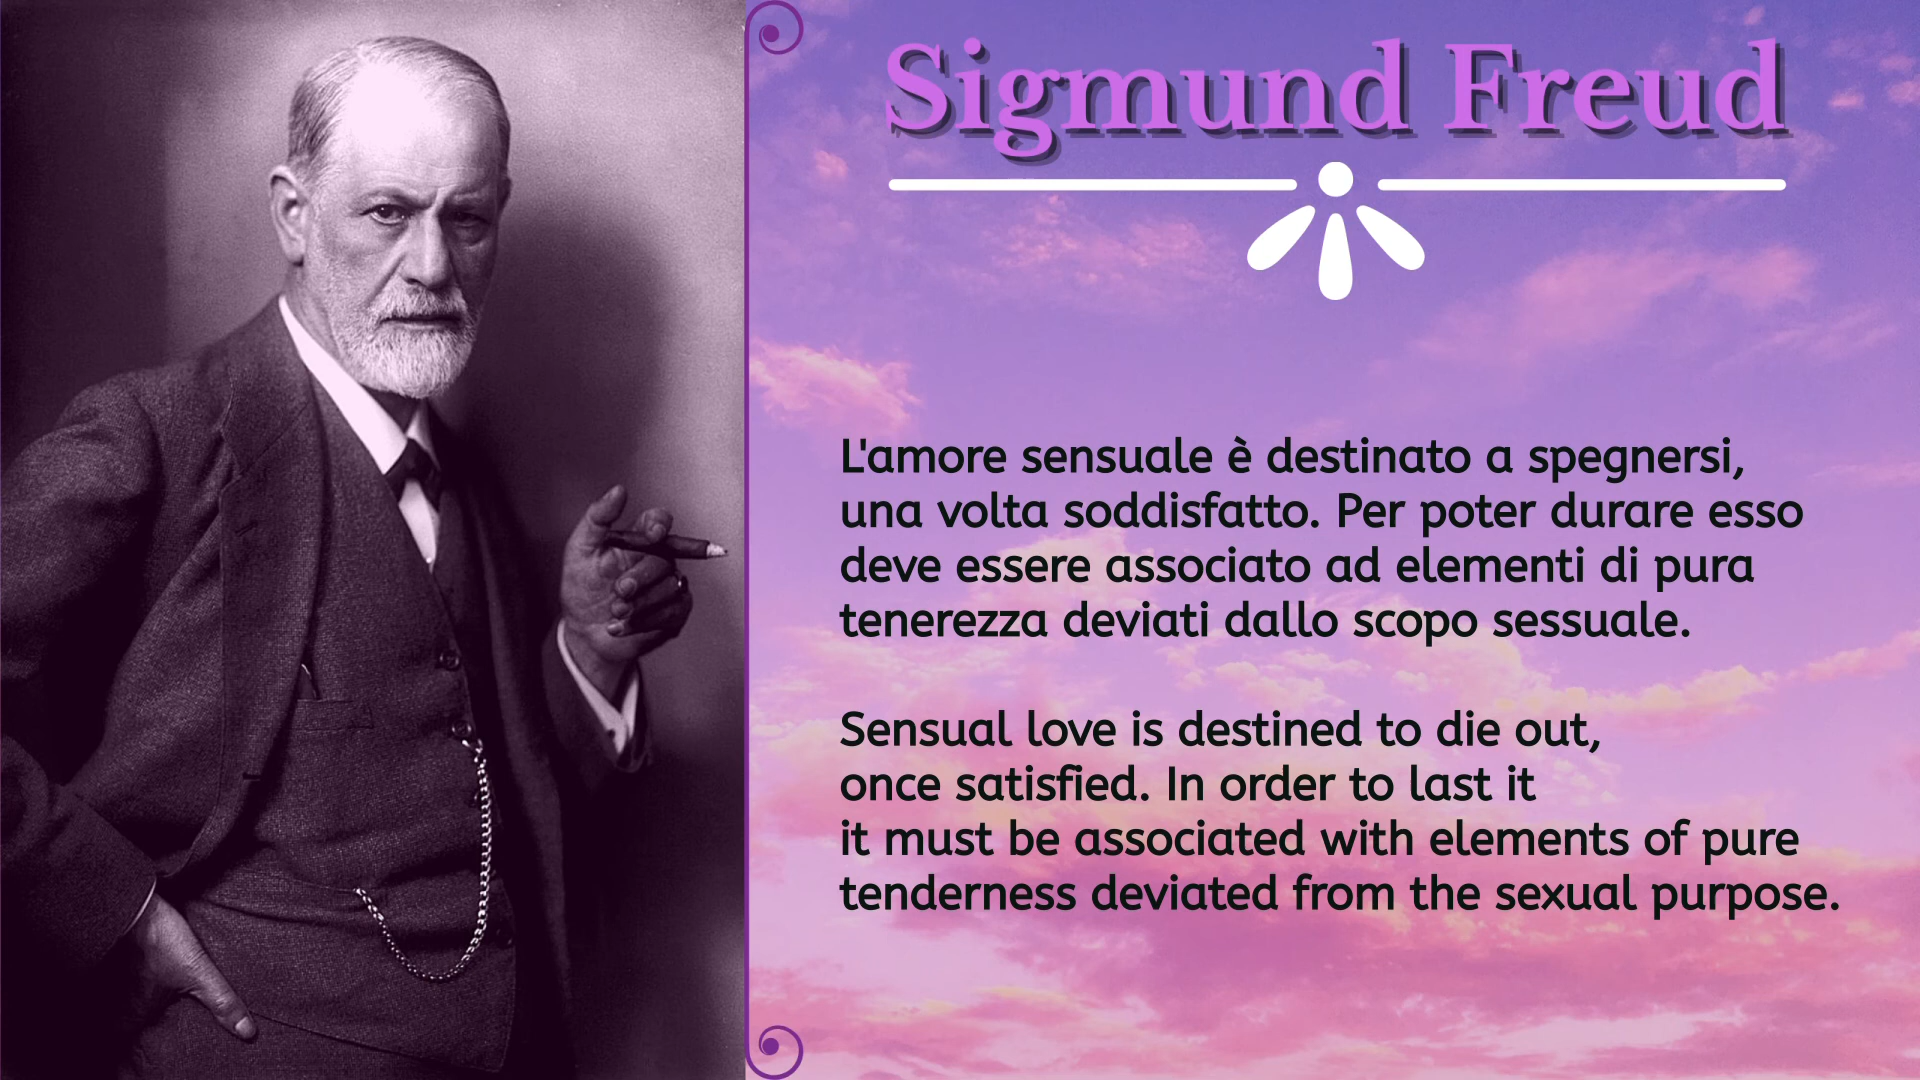 Sigmund Freud
L'amore sensuale è destinato a spegnersi,
una volta soddisfatto. Per poter durare esso
deve essere associato ad elementi di pura
tenerezza deviati dallo scopo sessuale.
Sensual love is destined to die out,
once satisfied. In order to last it
it must be associated with elements of pure
tenderness deviated from the sexual purpose.